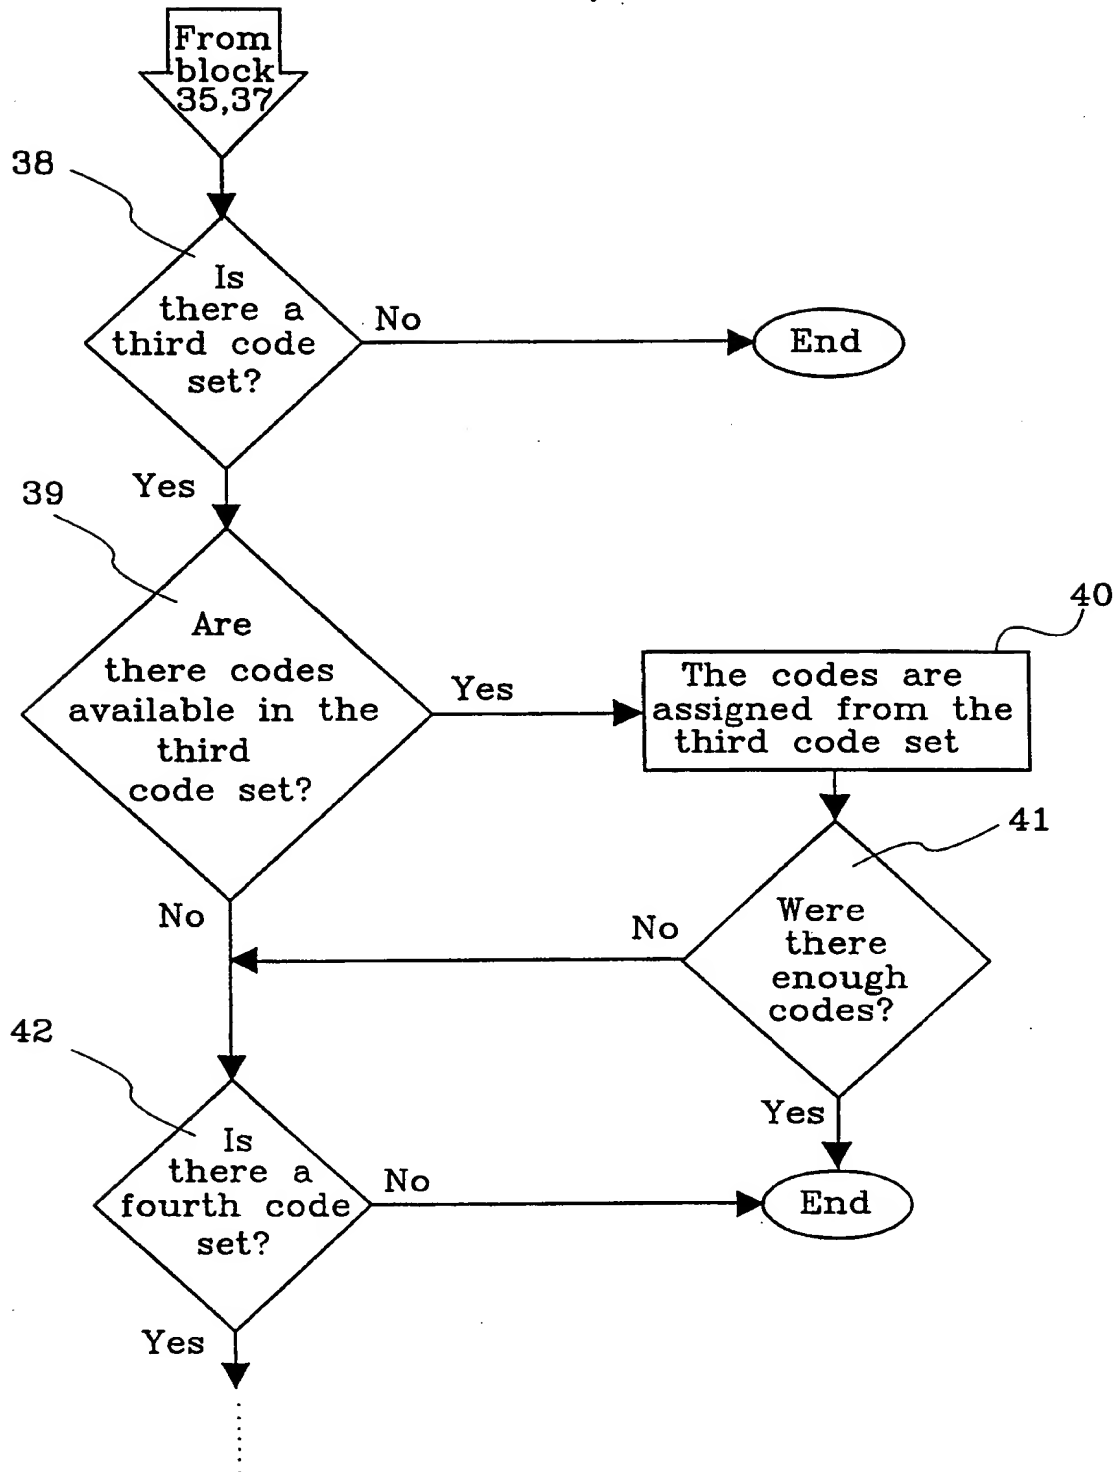 From
block
35,37
38
Is
there a
third code
set?
No
End
Yes
39
Are
there codes
available in the
third
code set?
Yes
40
The codes are
assigned from the
third code set
41
Were
there
enough
codes?
No
No
42
Is
there a
fourth code
set?
No
Yes
End
Yes